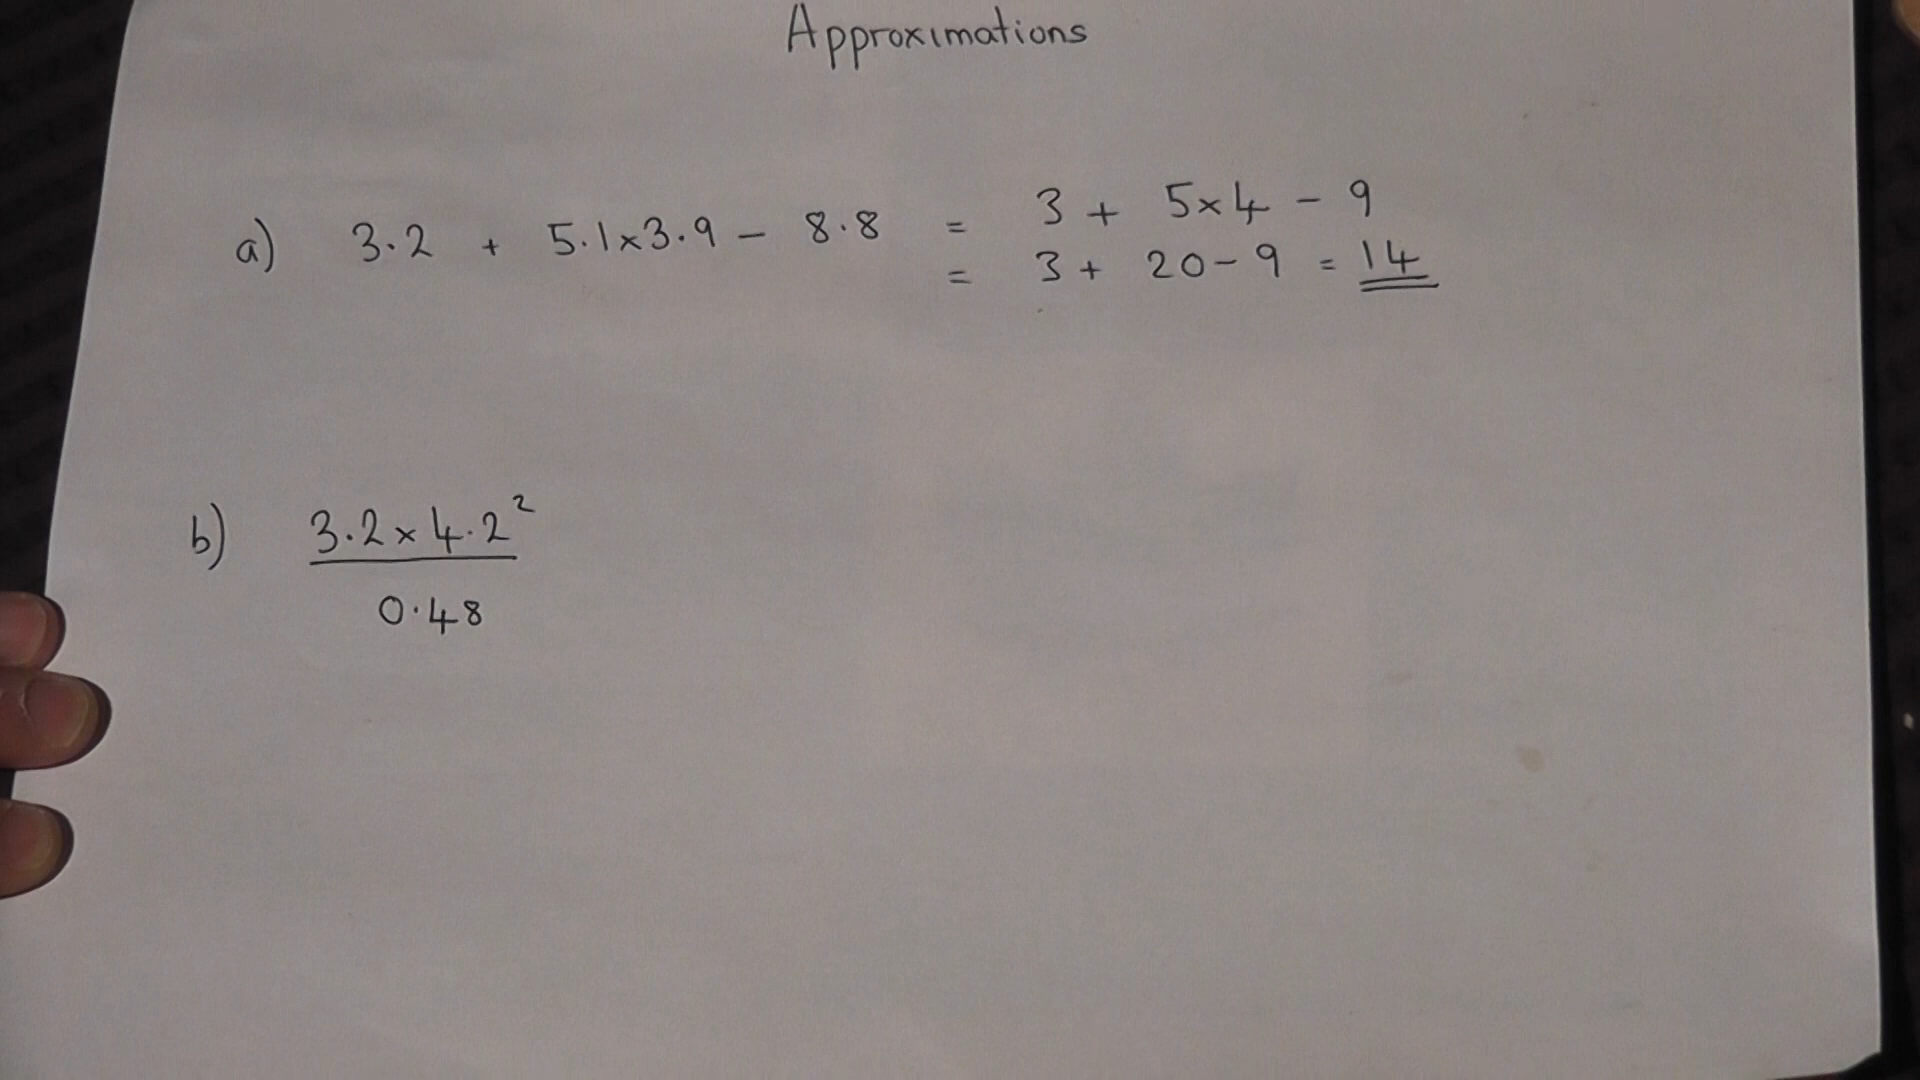 Approximations
a) 3.2 + 5.1×3.9 - 8.8 = 3 + 5×4 - 9
= 3 + 20 - 9 = 14
b) 3.2 × 4.2²
0.48